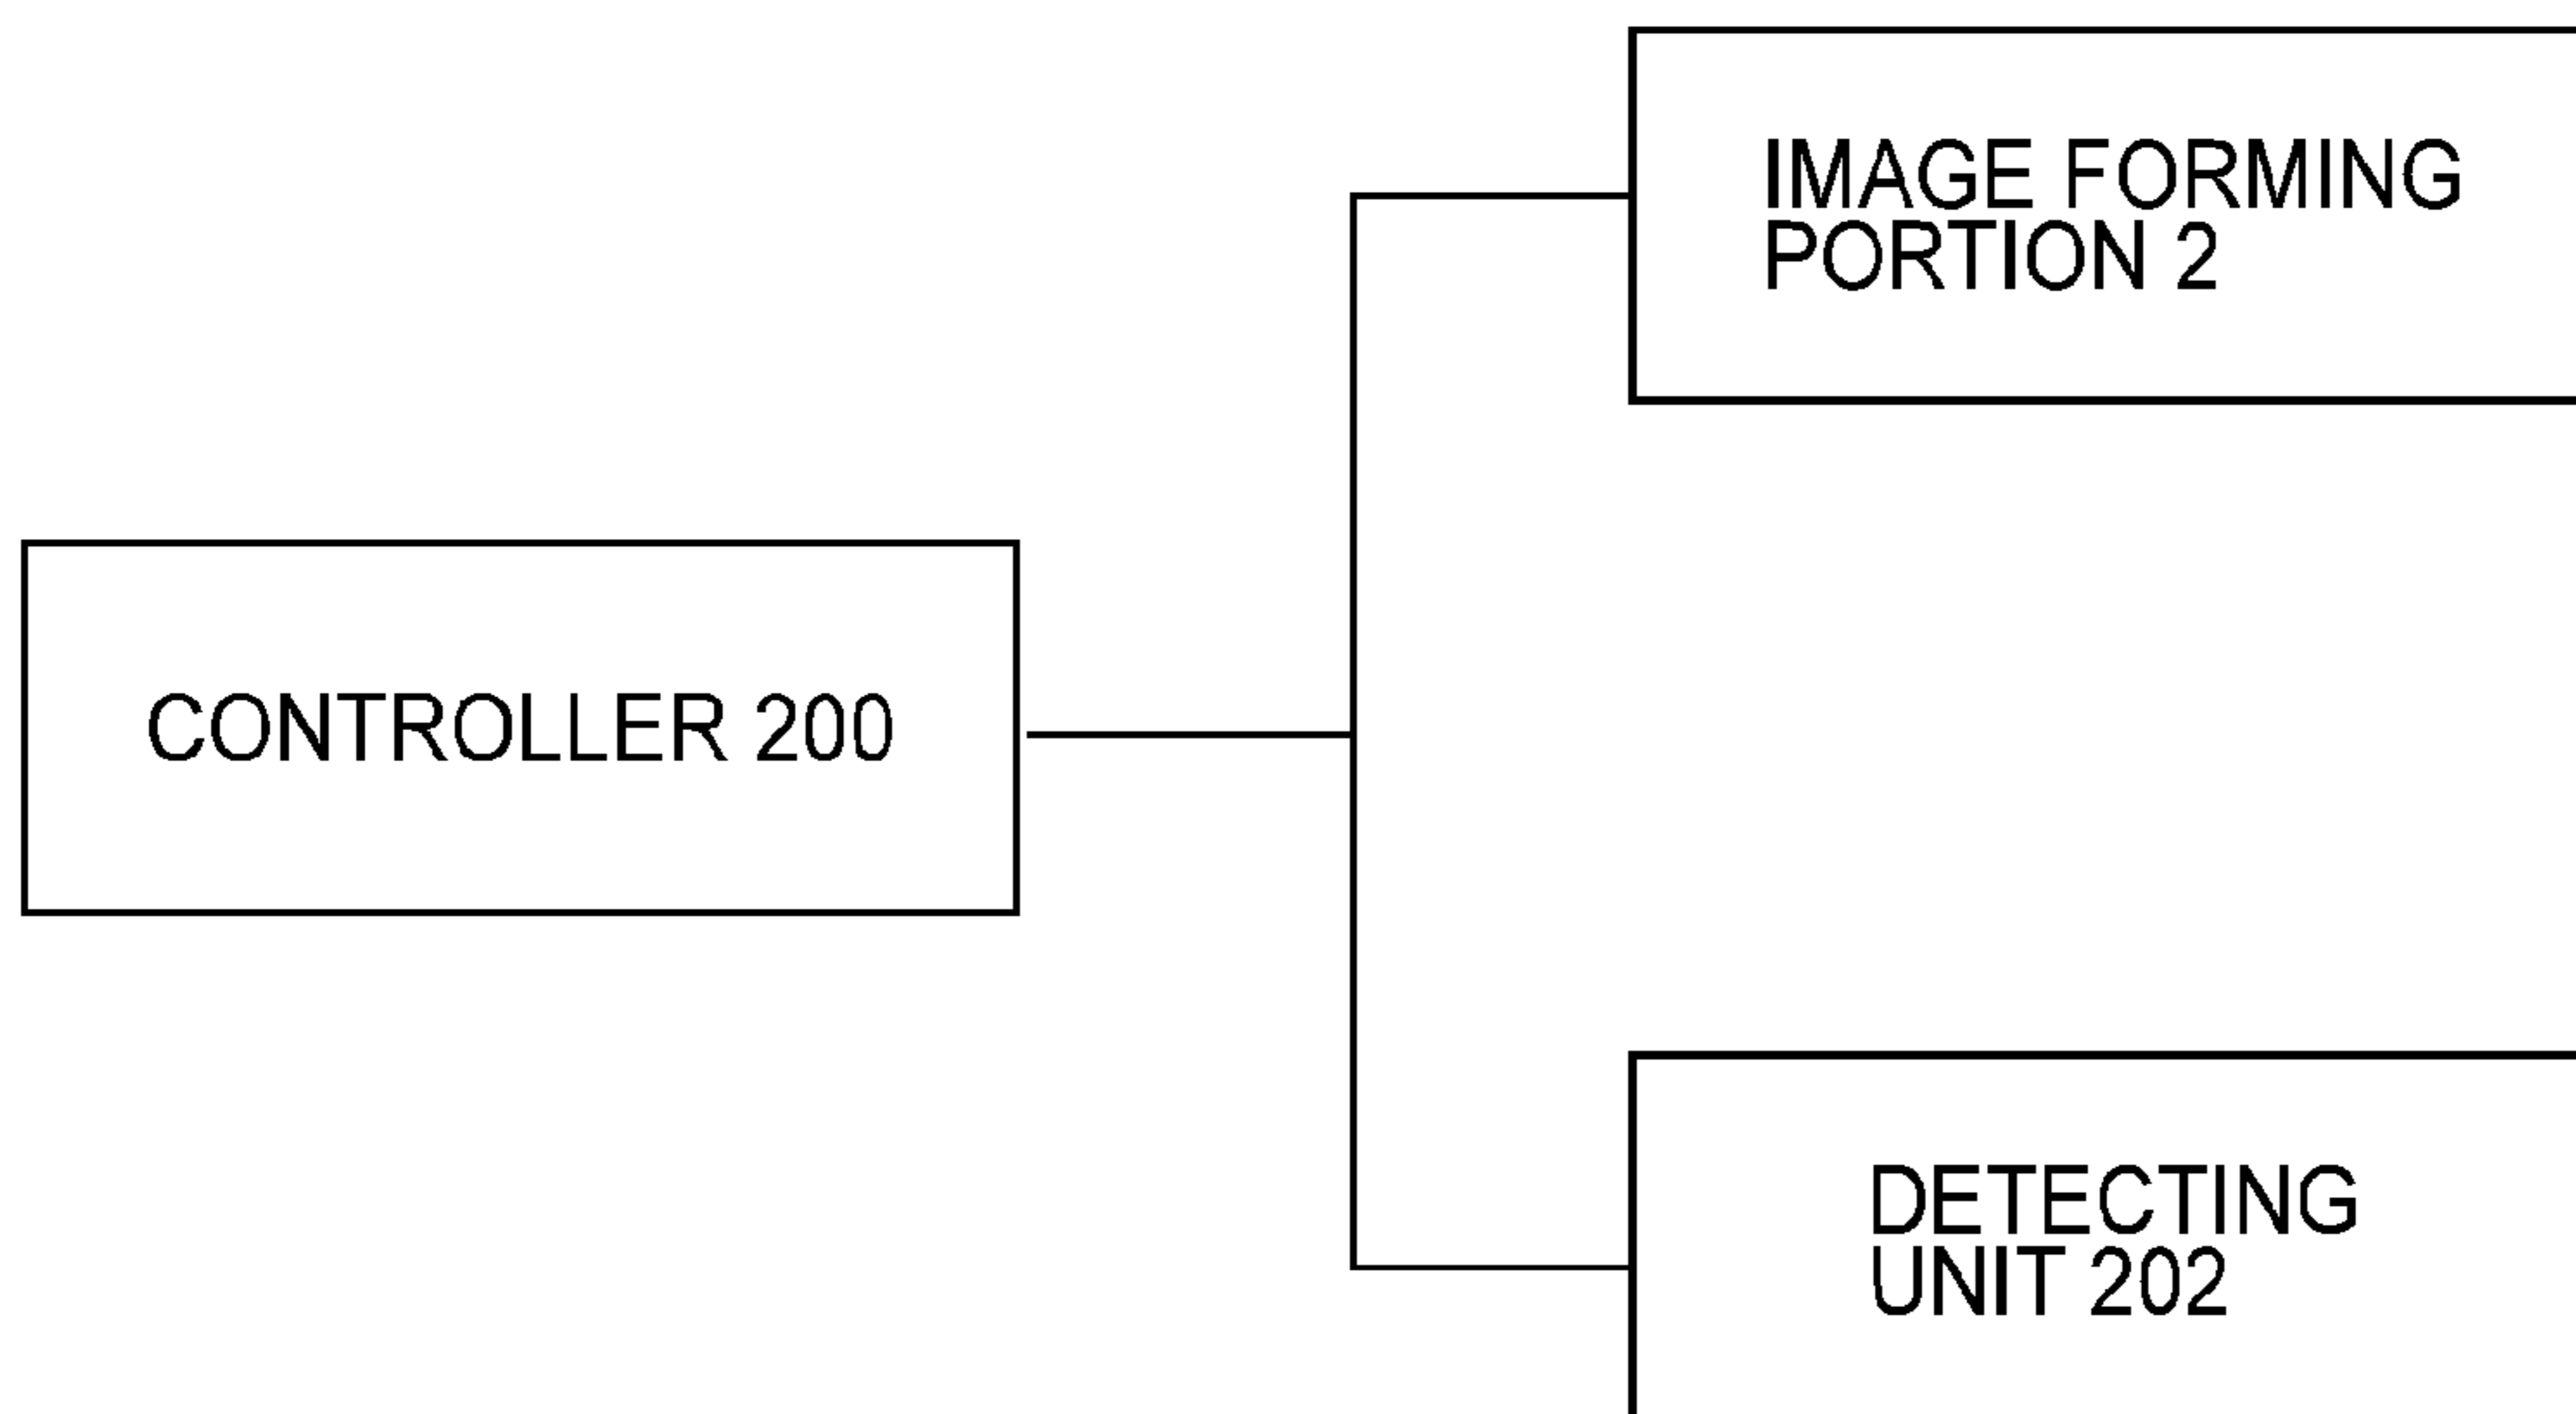 IMAGE FORMING
PORTION 2
CONTROLLER 200
DETECTING
UNIT 202